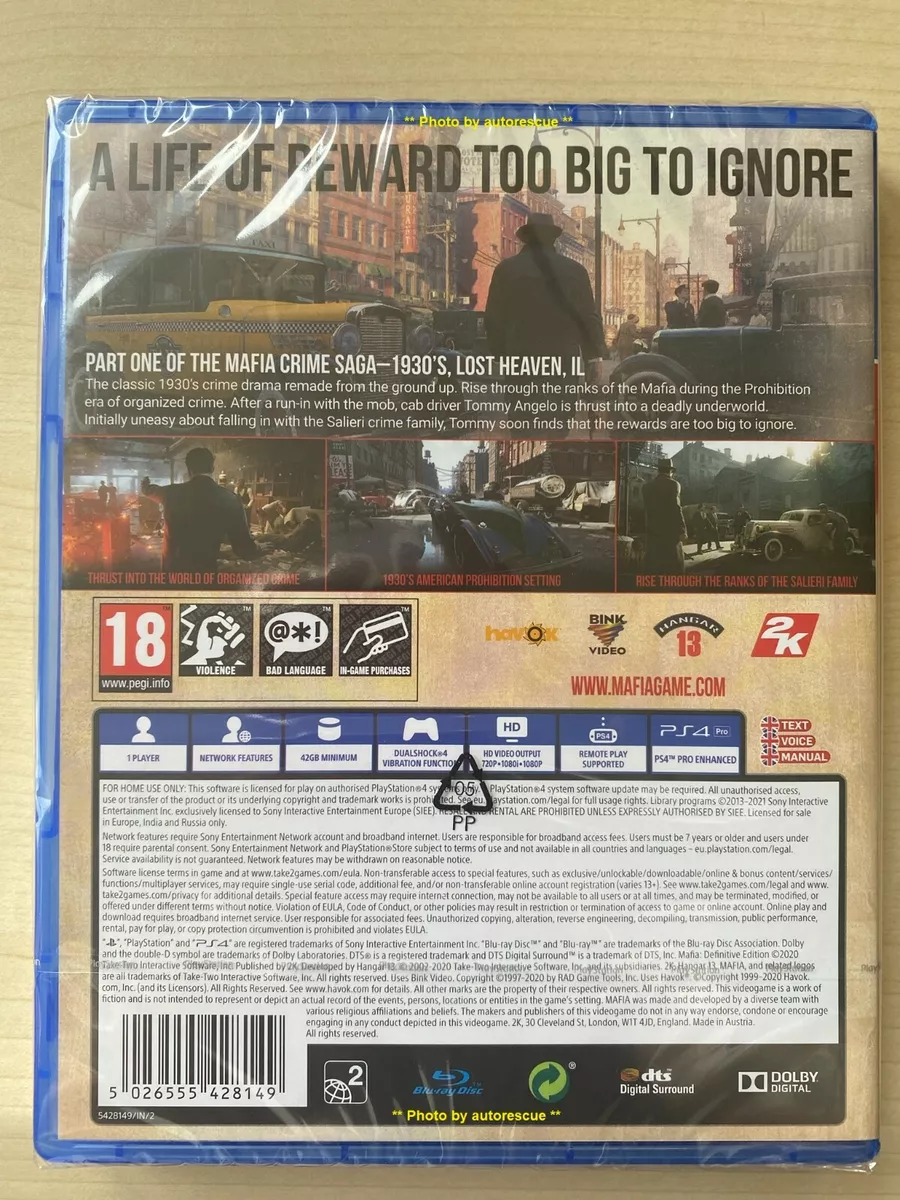 ** Photo by autorescue **
A LIFE OF REWARD TOO BIG TO IGNORE
TAXI
PART ONE OF THE MAFIA CRIME SAGA—1930'S, LOST HEAVEN, IL
The classic 1930's crime drama remade from the ground up. Rise through the ranks of the Mafia during the Prohibition
era of organized crime. After a run-in with the mob, cab driver Tommy Angelo is thrust into a deadly underworld.
Initially uneasy about falling in with the Salieri crime family, Tommy soon finds that the rewards are too big to ignore.
THRUST INTO THE WORLD OF ORGANIZED CRIME
1930'S AMERICAN PROHIBITION SETTING
RISE THROUGH THE RANKS OF THE SALIERI FAMILY
18
www.pegi.info
VIOLENCE
@*!
BAD LANGUAGE
IN-GAME PURCHASES
havok
BINK
VIDEO
HANGAR
13
2K
WWW.MAFIAGAME.COM
1 PLAYER
NETWORK FEATURES
42GB MINIMUM
DUALSHOCK®4
VIBRATION FUNCTION
HD
HD VIDEO OUTPUT
720p•1080i•1080p
PS4
REMOTE PLAY
SUPPORTED
PS4 Pro
PS4™ PRO ENHANCED
TEXT
VOICE
MANUAL
05
PP
FOR HOME USE ONLY: This software is licensed for play on authorised PlayStation®4 systems. A PlayStation®4 system software update may be required. All unauthorised access,
use or transfer of the product or its underlying copyright and trademark works is prohibited. See eu.playstation.com/legal for full usage rights. Library programs ©2013-2021 Sony Interactive
Entertainment Inc. exclusively licensed to Sony Interactive Entertainment Europe (SIEE). RESALE AND RENTAL ARE PROHIBITED UNLESS EXPRESSLY AUTHORISED BY SIEE. Licensed for sale
in Europe, India and Russia only.
Network features require Sony Entertainment Network account and broadband internet. Users are responsible for broadband access fees. Users must be 7 years or older and users under
18 require parental consent. Sony Entertainment Network and PlayStation®Store subject to terms of use and not available in all countries and languages – eu.playstation.com/legal.
Service availability is not guaranteed. Network features may be withdrawn on reasonable notice.
Software license terms in game and at www.take2games.com/eula. Non-transferable access to special features, such as exclusive/unlockable/downloadable/online & bonus content/services/
functions/multiplayer services, may require single-use serial code, additional fee, and/or non-transferable online account registration (varies 13+). See www.take2games.com/legal and www.
take2games.com/privacy for additional details. Special feature access may require internet connection, may not be available to all users or at all times, and may be terminated, modified, or
offered under different terms without notice. Violation of EULA, Code of Conduct, or other policies may result in restriction or termination of access to game or online account. Online play and
download requires broadband internet service. User responsible for associated fees. Unauthorized copying, alteration, reverse engineering, decompiling, transmission, public performance,
rental, pay for play, or copy protection circumvention is prohibited and violates EULA.
", "PlayStation" and "PS4" are registered trademarks of Sony Interactive Entertainment Inc. "Blu-ray Disc™" and "Blu-ray™" are trademarks of the Blu-ray Disc Association. Dolby
and the double-D symbol are trademarks of Dolby Laboratories. DTS® is a registered trademark and DTS Digital Surround™ is a trademark of DTS, Inc. Mafia: Definitive Edition ©2020
Take-Two Interactive Software, Inc. Published by 2K. Developed by Hangar 13. © 2002-2020 Take-Two Interactive Software, Inc. and its subsidiaries. 2K, Hangar 13, MAFIA, and related logos
are all trademarks of Take-Two Interactive Software, Inc. All rights reserved. Uses Bink Video. Copyright ©1997-2020 by RAD Game Tools, Inc. Uses Havok®. ©Copyright 1999-2020 Havok.
com, Inc. (and its Licensors). All Rights Reserved. See www.havok.com for details. All other marks are the property of their respective owners. All rights reserved. This videogame is a work of
fiction and is not intended to represent or depict an actual record of the events, persons, locations or entities in the game's setting. MAFIA was made and developed by a diverse team with
various religious affiliations and beliefs. The makers and publishers of this videogame do not in any way endorse, condone or encourage
engaging in any conduct depicted in this videogame. 2K, 30 Cleveland St, London, W1T 4JD, England. Made in Austria.
All rights reserved.
5 026555 428149
2
Blu-ray Disc
dts
Digital Surround
DOLBY
DIGITAL
5428149/IN/2
** Photo by autorescue **